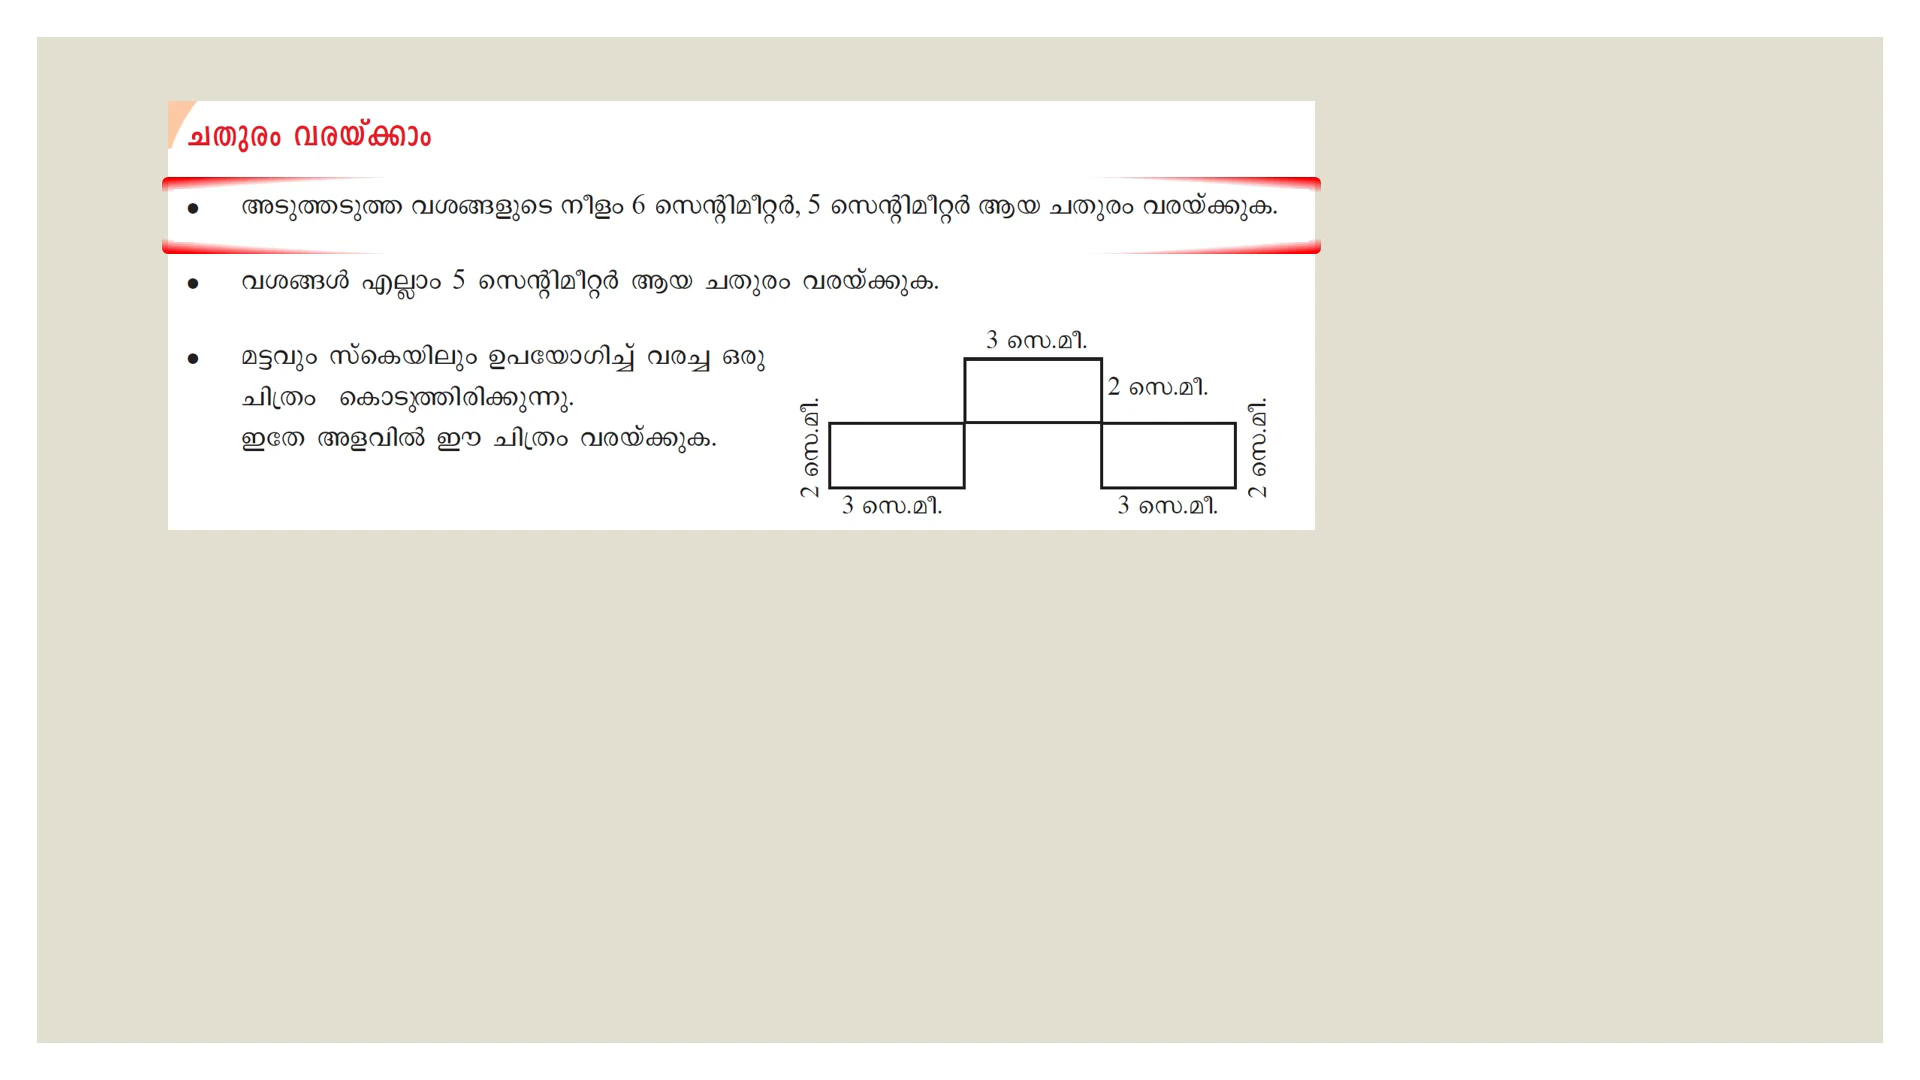 ചതുരം വരയ്ക്കാം
● അടുത്തടുത്ത വശങ്ങളുടെ നീളം 6 സെന്റിമീറ്റർ, 5 സെന്റിമീറ്റർ ആയ ചതുരം വരയ്ക്കുക.
● വശങ്ങൾ എല്ലാം 5 സെന്റിമീറ്റർ ആയ ചതുരം വരയ്ക്കുക.
● മട്ടവും സ്കെയിലും ഉപയോഗിച്ച് വരച്ച ഒരു
ചിത്രം കൊടുത്തിരിക്കുന്നു.
ഇതേ അളവിൽ ഈ ചിത്രം വരയ്ക്കുക.
3 സെ.മീ.
2 സെ.മീ.
2 സെ.മീ.
2 സെ.മീ.
3 സെ.മീ.
3 സെ.മീ.